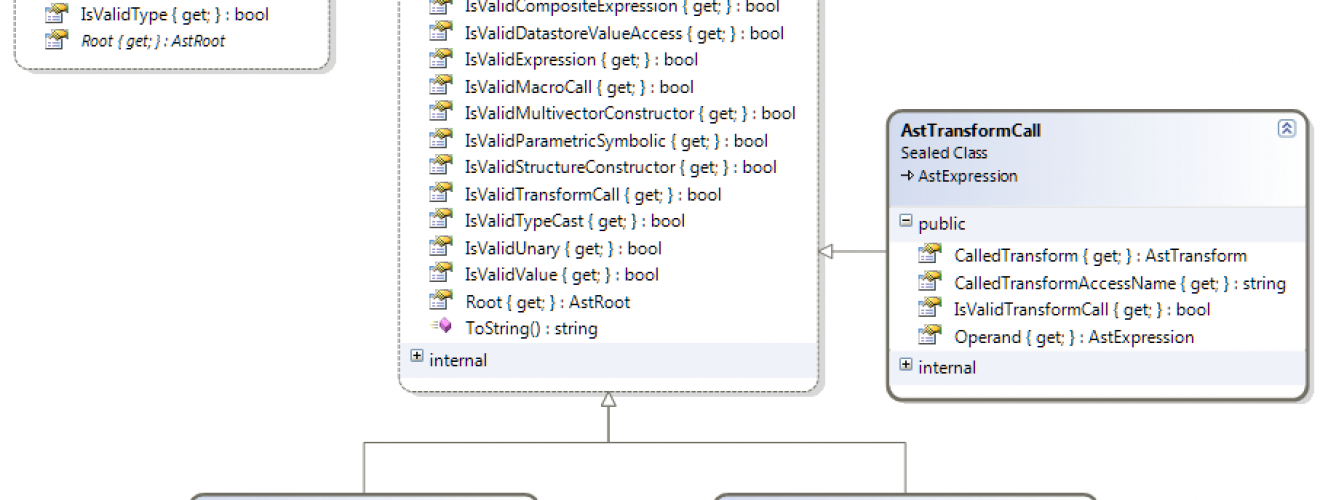 IsValidType { get; } : bool
Root { get; } : AstRoot
IsValidCompositeExpression { get; } : bool
IsValidDatastoreValueAccess { get; } : bool
IsValidExpression { get; } : bool
IsValidMacroCall { get; } : bool
IsValidMultivectorConstructor { get; } : bool
IsValidParametricSymbolic { get; } : bool
IsValidStructureConstructor { get; } : bool
IsValidTransformCall { get; } : bool
IsValidTypeCast { get; } : bool
IsValidUnary { get; } : bool
IsValidValue { get; } : bool
Root { get; } : AstRoot
ToString() : string
internal
AstTransformCall
Sealed Class
AstExpression
public
CalledTransform { get; } : AstTransform
CalledTransformAccessName { get; } : string
IsValidTransformCall { get; } : bool
Operand { get; } : AstExpression
internal